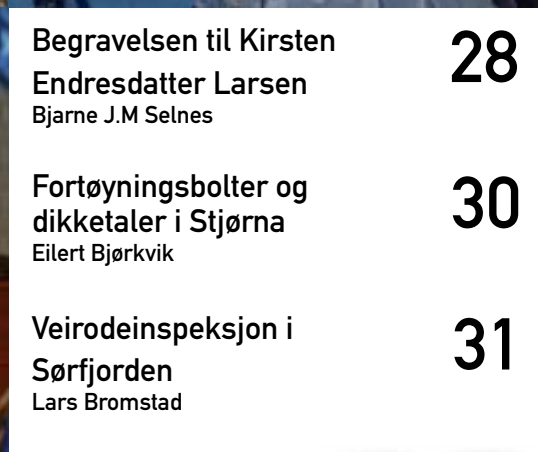 Begravelsen til Kirsten
Endresdatter Larsen
Bjarne J.M Selnes
28
Fortøyningsbolter og
dikketaler i Stjørna
Eilert Bjørkvik
30
Veirodeinspeksjon i
Sørfjorden
Lars Bromstad
31